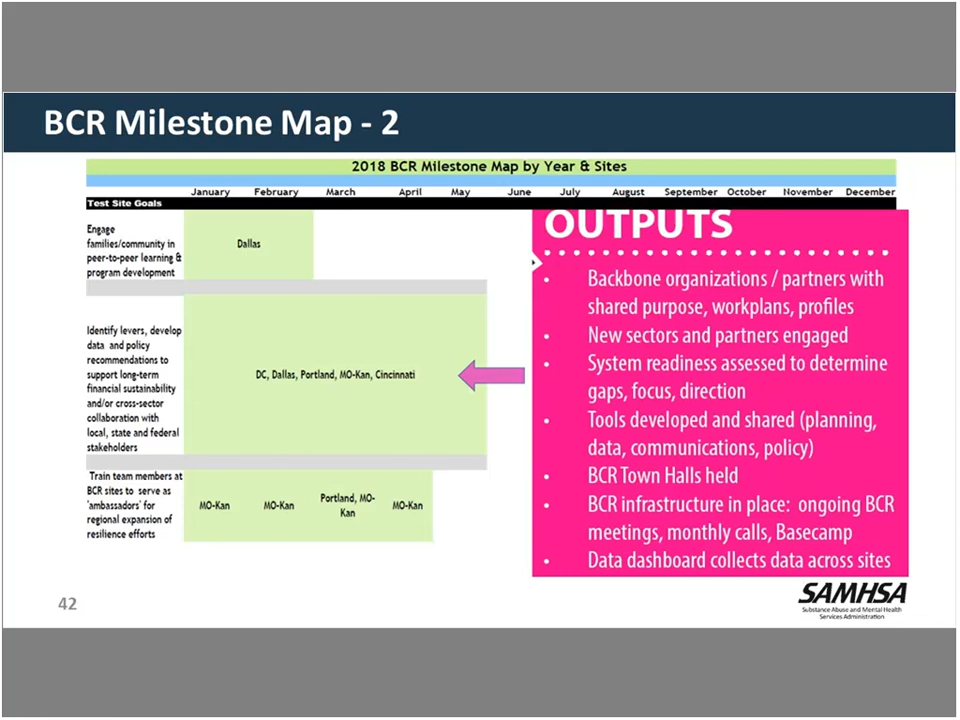 BCR Milestone Map - 2
2018 BCR Milestone Map by Year & Sites
January February March April May June July August September October November December
Test Site Goals
Engage
families/community in
peer-to-peer learning &
program development
Dallas
Identify levers, develop
data and policy
recommendations to
support long-term
financial sustainability
and/or cross-sector
collaboration with
local, state and federal
stakeholders
DC, Dallas, Portland, MO-Kan, Cincinnati
Train team members at
BCR sites to serve as
'ambassadors' for
regional expansion of
resilience efforts
MO-Kan
MO-Kan
Portland, MO-
Kan
MO-Kan
OUTPUTS
• Backbone organizations / partners with
shared purpose, workplans, profiles
• New sectors and partners engaged
• System readiness assessed to determine
gaps, focus, direction
• Tools developed and shared (planning,
data, communications, policy)
• BCR Town Halls held
• BCR infrastructure in place: ongoing BCR
meetings, monthly calls, Basecamp
• Data dashboard collects data across sites
42
SAMHSA
Substance Abuse and Mental Health
Services Administration